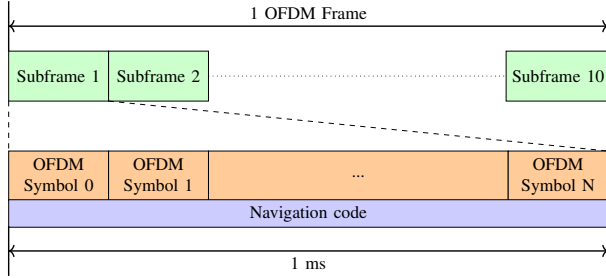 1 OFDM Frame
Subframe 1
Subframe 2
Subframe 10
OFDM
Symbol 0
OFDM
Symbol 1
...
OFDM
Symbol N
Navigation code
1 ms